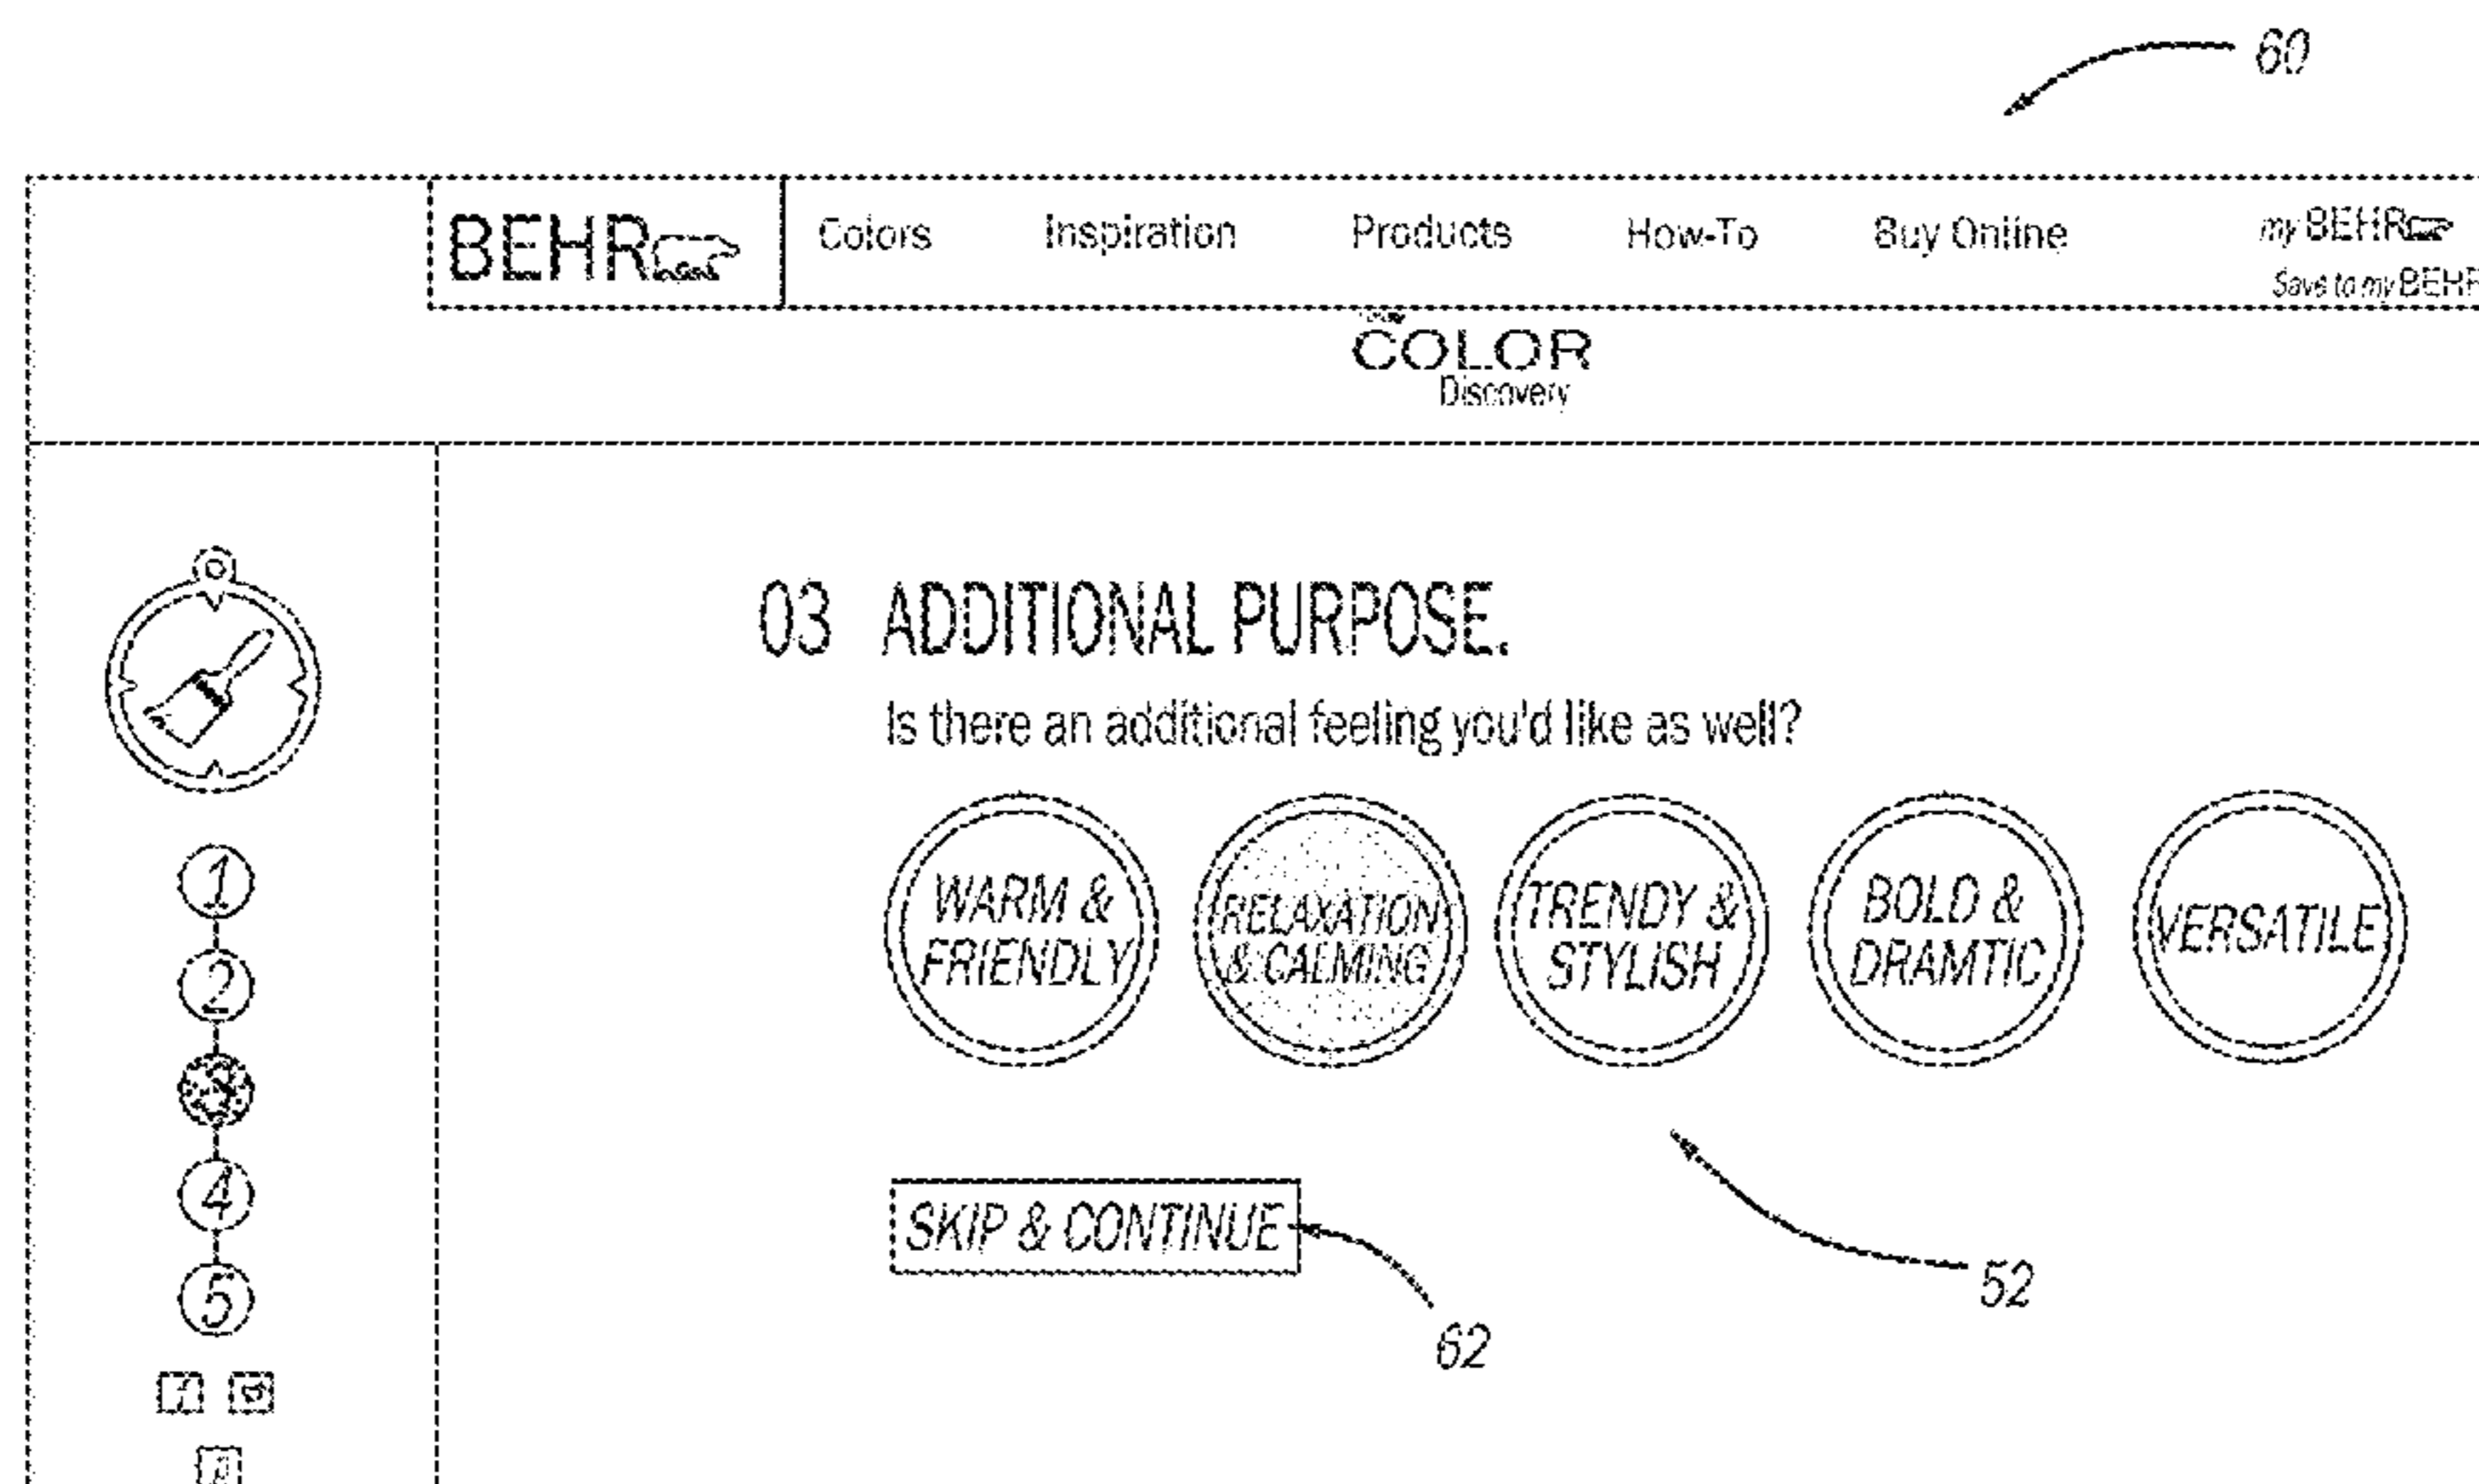 60
BEHR Colors Inspiration Products How-To Buy Online my BEHR
Save to my BEHR
COLOR
Discovery
03 ADDITIONAL PURPOSE.
Is there an additional feeling you'd like as well?
WARM &
FRIENDLY
RELAXATION
& CALMING
TRENDY &
STYLISH
BOLD &
DRAMTIC
VERSATILE
1
2
3
4
5
SKIP & CONTINUE
52
62